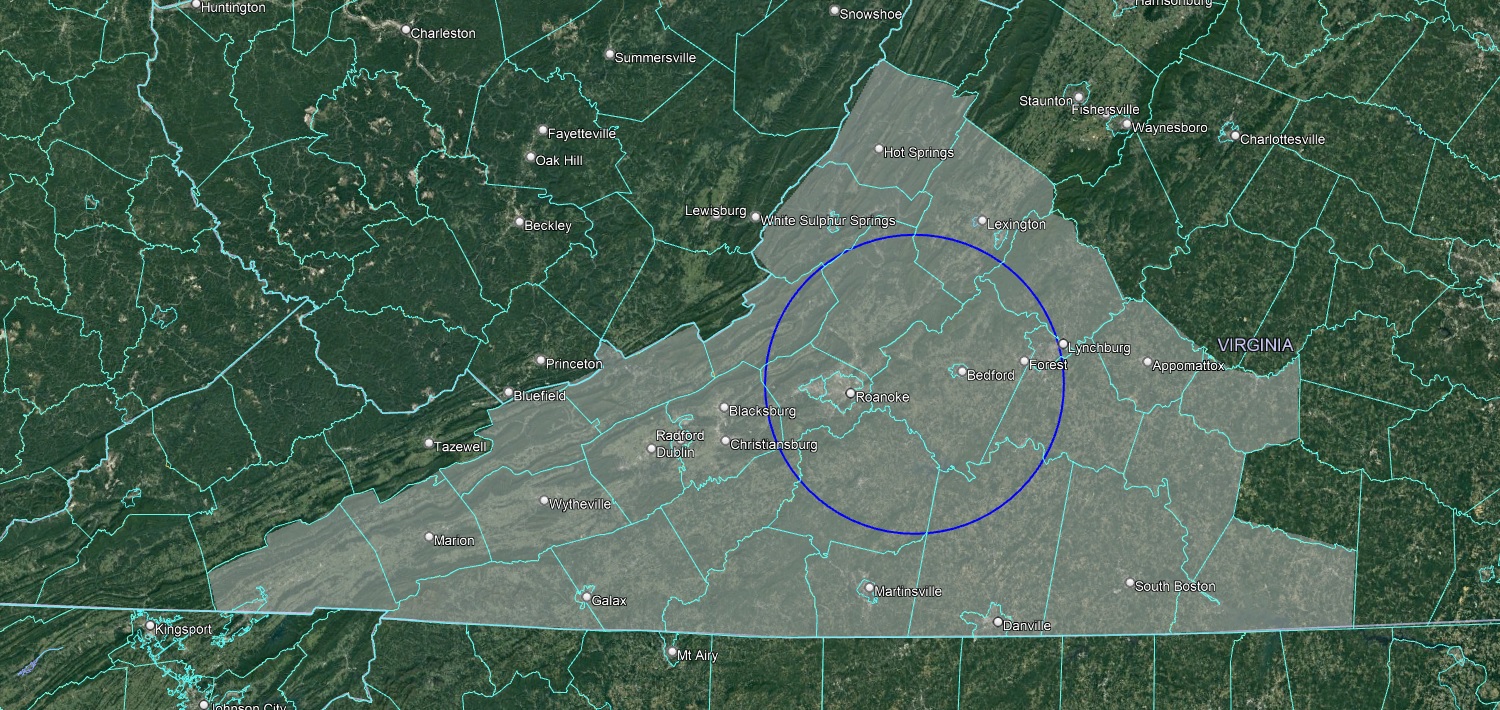 Huntington
Charleston
Snowshoe
Harrisonburg
Summersville
Staunton
Fishersville
Waynesboro
Charlottesville
Fayetteville
Oak Hill
Hot Springs
Lewisburg
White Sulphur Springs
Lexington
Beckley
VIRGINIA
Lynchburg
Appomattox
Forest
Princeton
Bedford
Bluefield
Roanoke
Blacksburg
Radford
Christiansburg
Tazewell
Dublin
Wytheville
Marion
South Boston
Martinsville
Galax
Danville
Kingsport
Mt Airy
Johnson City